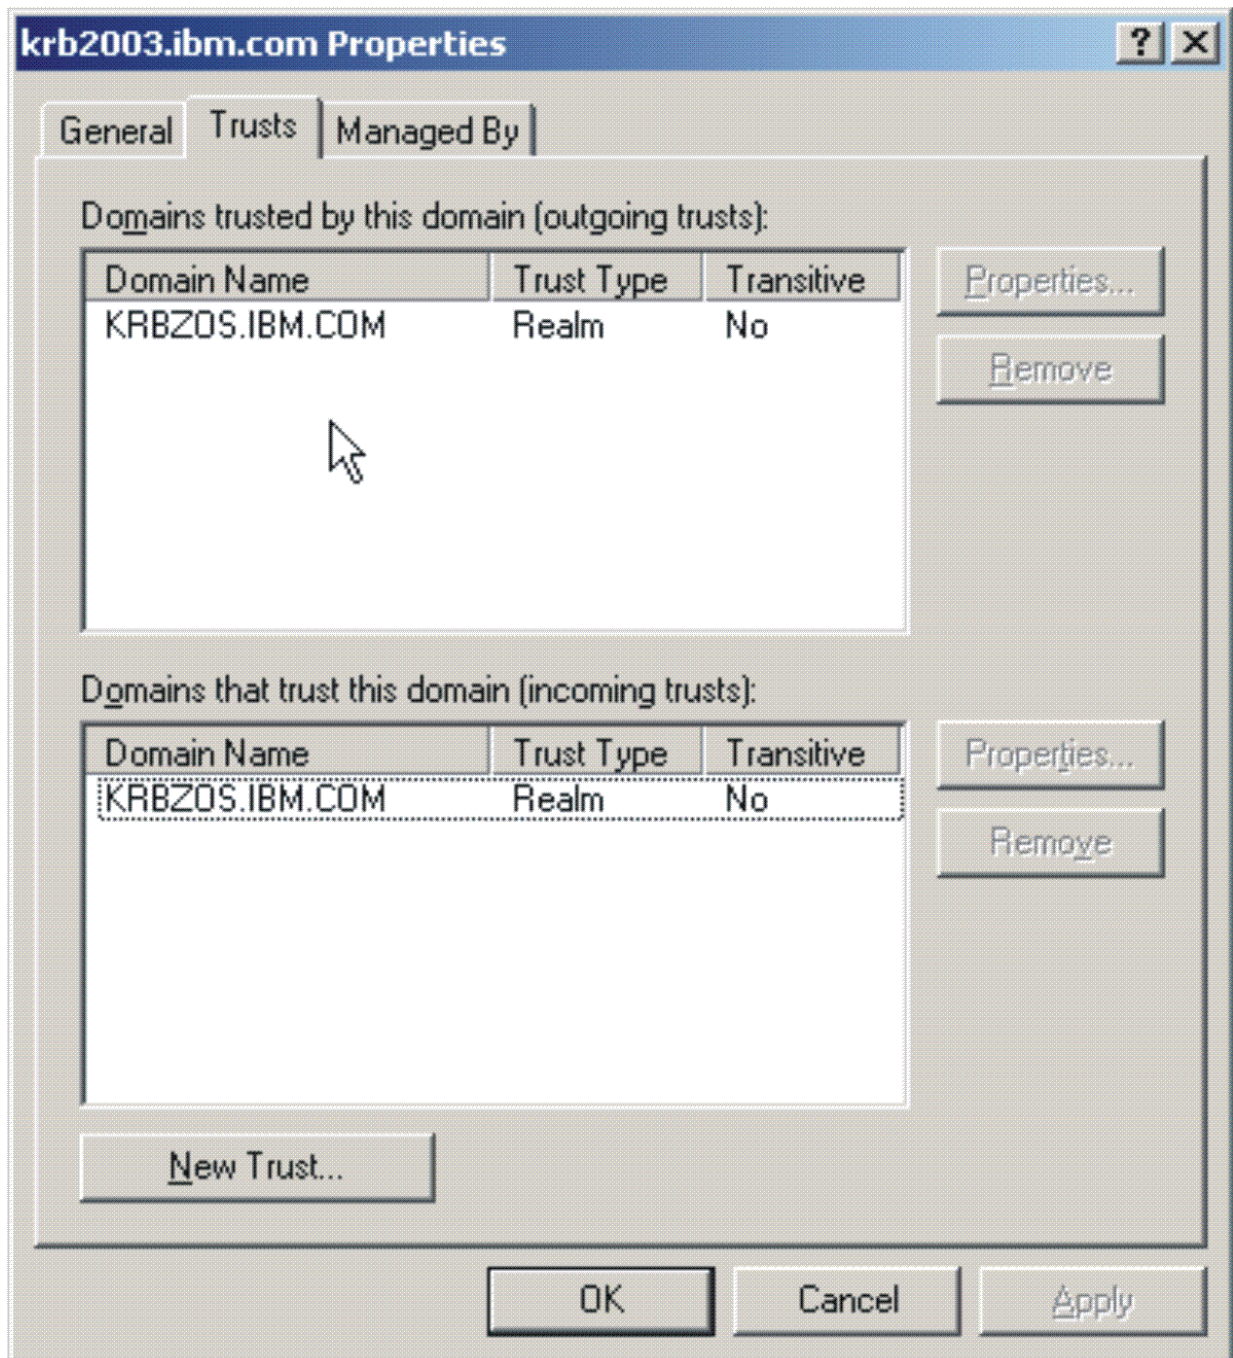 krb2003.ibm.com Properties
General Trusts Managed By
Domains trusted by this domain (outgoing trusts):
Domain Name Trust Type Transitive
KRBZOS.IBM.COM Realm No
Properties...
Remove
Domains that trust this domain (incoming trusts):
Domain Name Trust Type Transitive
KRBZOS.IBM.COM Realm No
Properties...
Remove
New Trust...
OK Cancel Apply